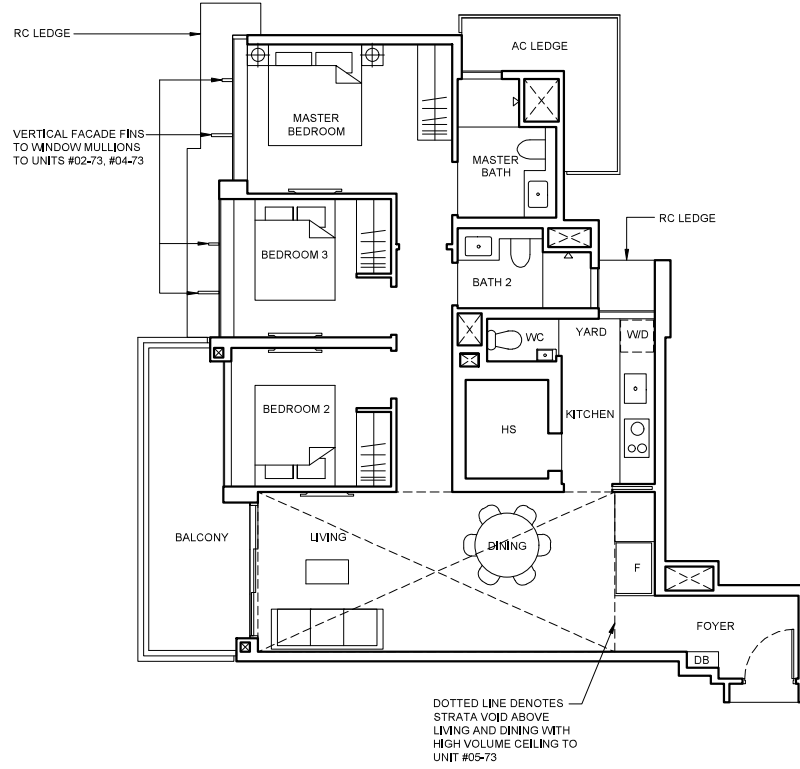 RC LEDGE
AC LEDGE
MASTER
BEDROOM
VERTICAL FACADE FINS
TO WINDOW MULLIONS
TO UNITS #02-73, #04-73
MASTER
BATH
RC LEDGE
BEDROOM 3
BATH 2
WC
YARD
W/D
BEDROOM 2
HS
KITCHEN
BALCONY
LIVING
DINING
F
FOYER
DB
DOTTED LINE DENOTES
STRATA VOID ABOVE
LIVING AND DINING WITH
HIGH VOLUME CEILING TO
UNIT #05-73